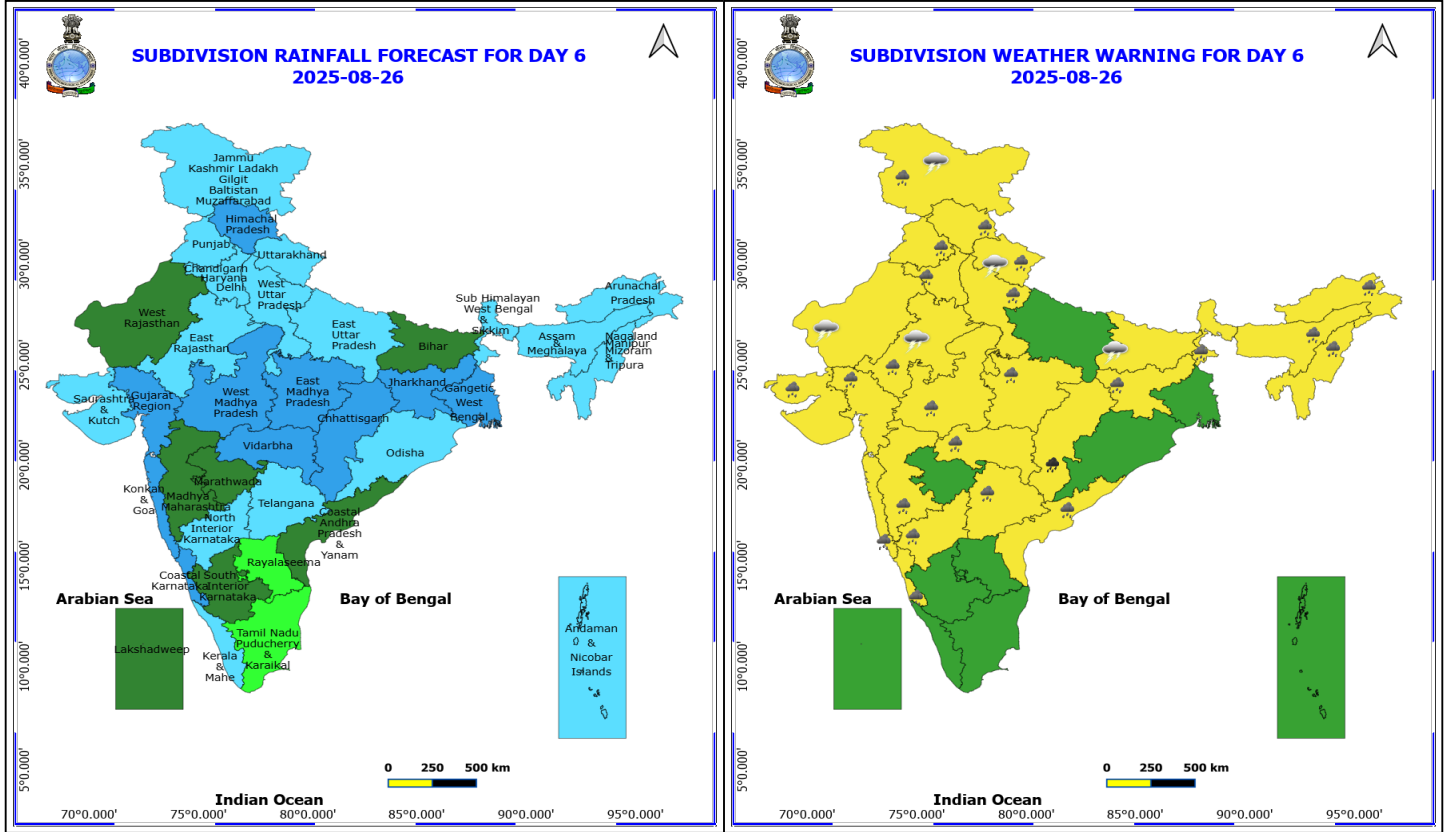 SUBDIVISION RAINFALL FORECAST FOR DAY 6
2025-08-26
40°0.000'
35°0.000'
30°0.000'
25°0.000'
20°0.000'
15°0.000'
10°0.000'
5°0.000'
Jammu
Kashmir Ladakh
Gilgit
Baltistan
Muzaffarabad
Himachal
Pradesh
Punjab
Uttarakhand
Chandigarh
Haryana
Delhi
West
Uttar
Pradesh
West
Rajasthan
East
Rajasthan
East
Uttar
Pradesh
Bihar
Sub Himalayan
West Bengal
&
Sikkim
Arunachal
Pradesh
Assam
&
Meghalaya
Nagaland
Manipur
Mizoram
&
Tripura
Saurashtra
&
Kutch
Gujarat
Region
West
Madhya
Pradesh
East
Madhya
Pradesh
Jharkhand
Gangetic
West
Bengal
Chhattisgarh
Vidarbha
Odisha
Konkan
&
Goa
Madhya
Maharashtra
Marathwada
Telangana
North
Interior
Karnataka
Coastal
Andhra
Pradesh
&
Yanam
Rayalaseema
Coastal
Karnataka
South
Interior
Karnataka
Arabian Sea
Bay of Bengal
Lakshadweep
Kerala
&
Mahe
Tamil Nadu
Puducherry
&
Karaikal
Andaman
&
Nicobar
Islands
0 250 500 km
Indian Ocean
70°0.000' 75°0.000' 80°0.000' 85°0.000' 90°0.000' 95°0.000'
SUBDIVISION WEATHER WARNING FOR DAY 6
2025-08-26
40°0.000'
35°0.000'
30°0.000'
25°0.000'
20°0.000'
15°0.000'
10°0.000'
5°0.000'
Arabian Sea
Bay of Bengal
0 250 500 km
Indian Ocean
70°0.000' 75°0.000' 80°0.000' 85°0.000' 90°0.000' 95°0.000'